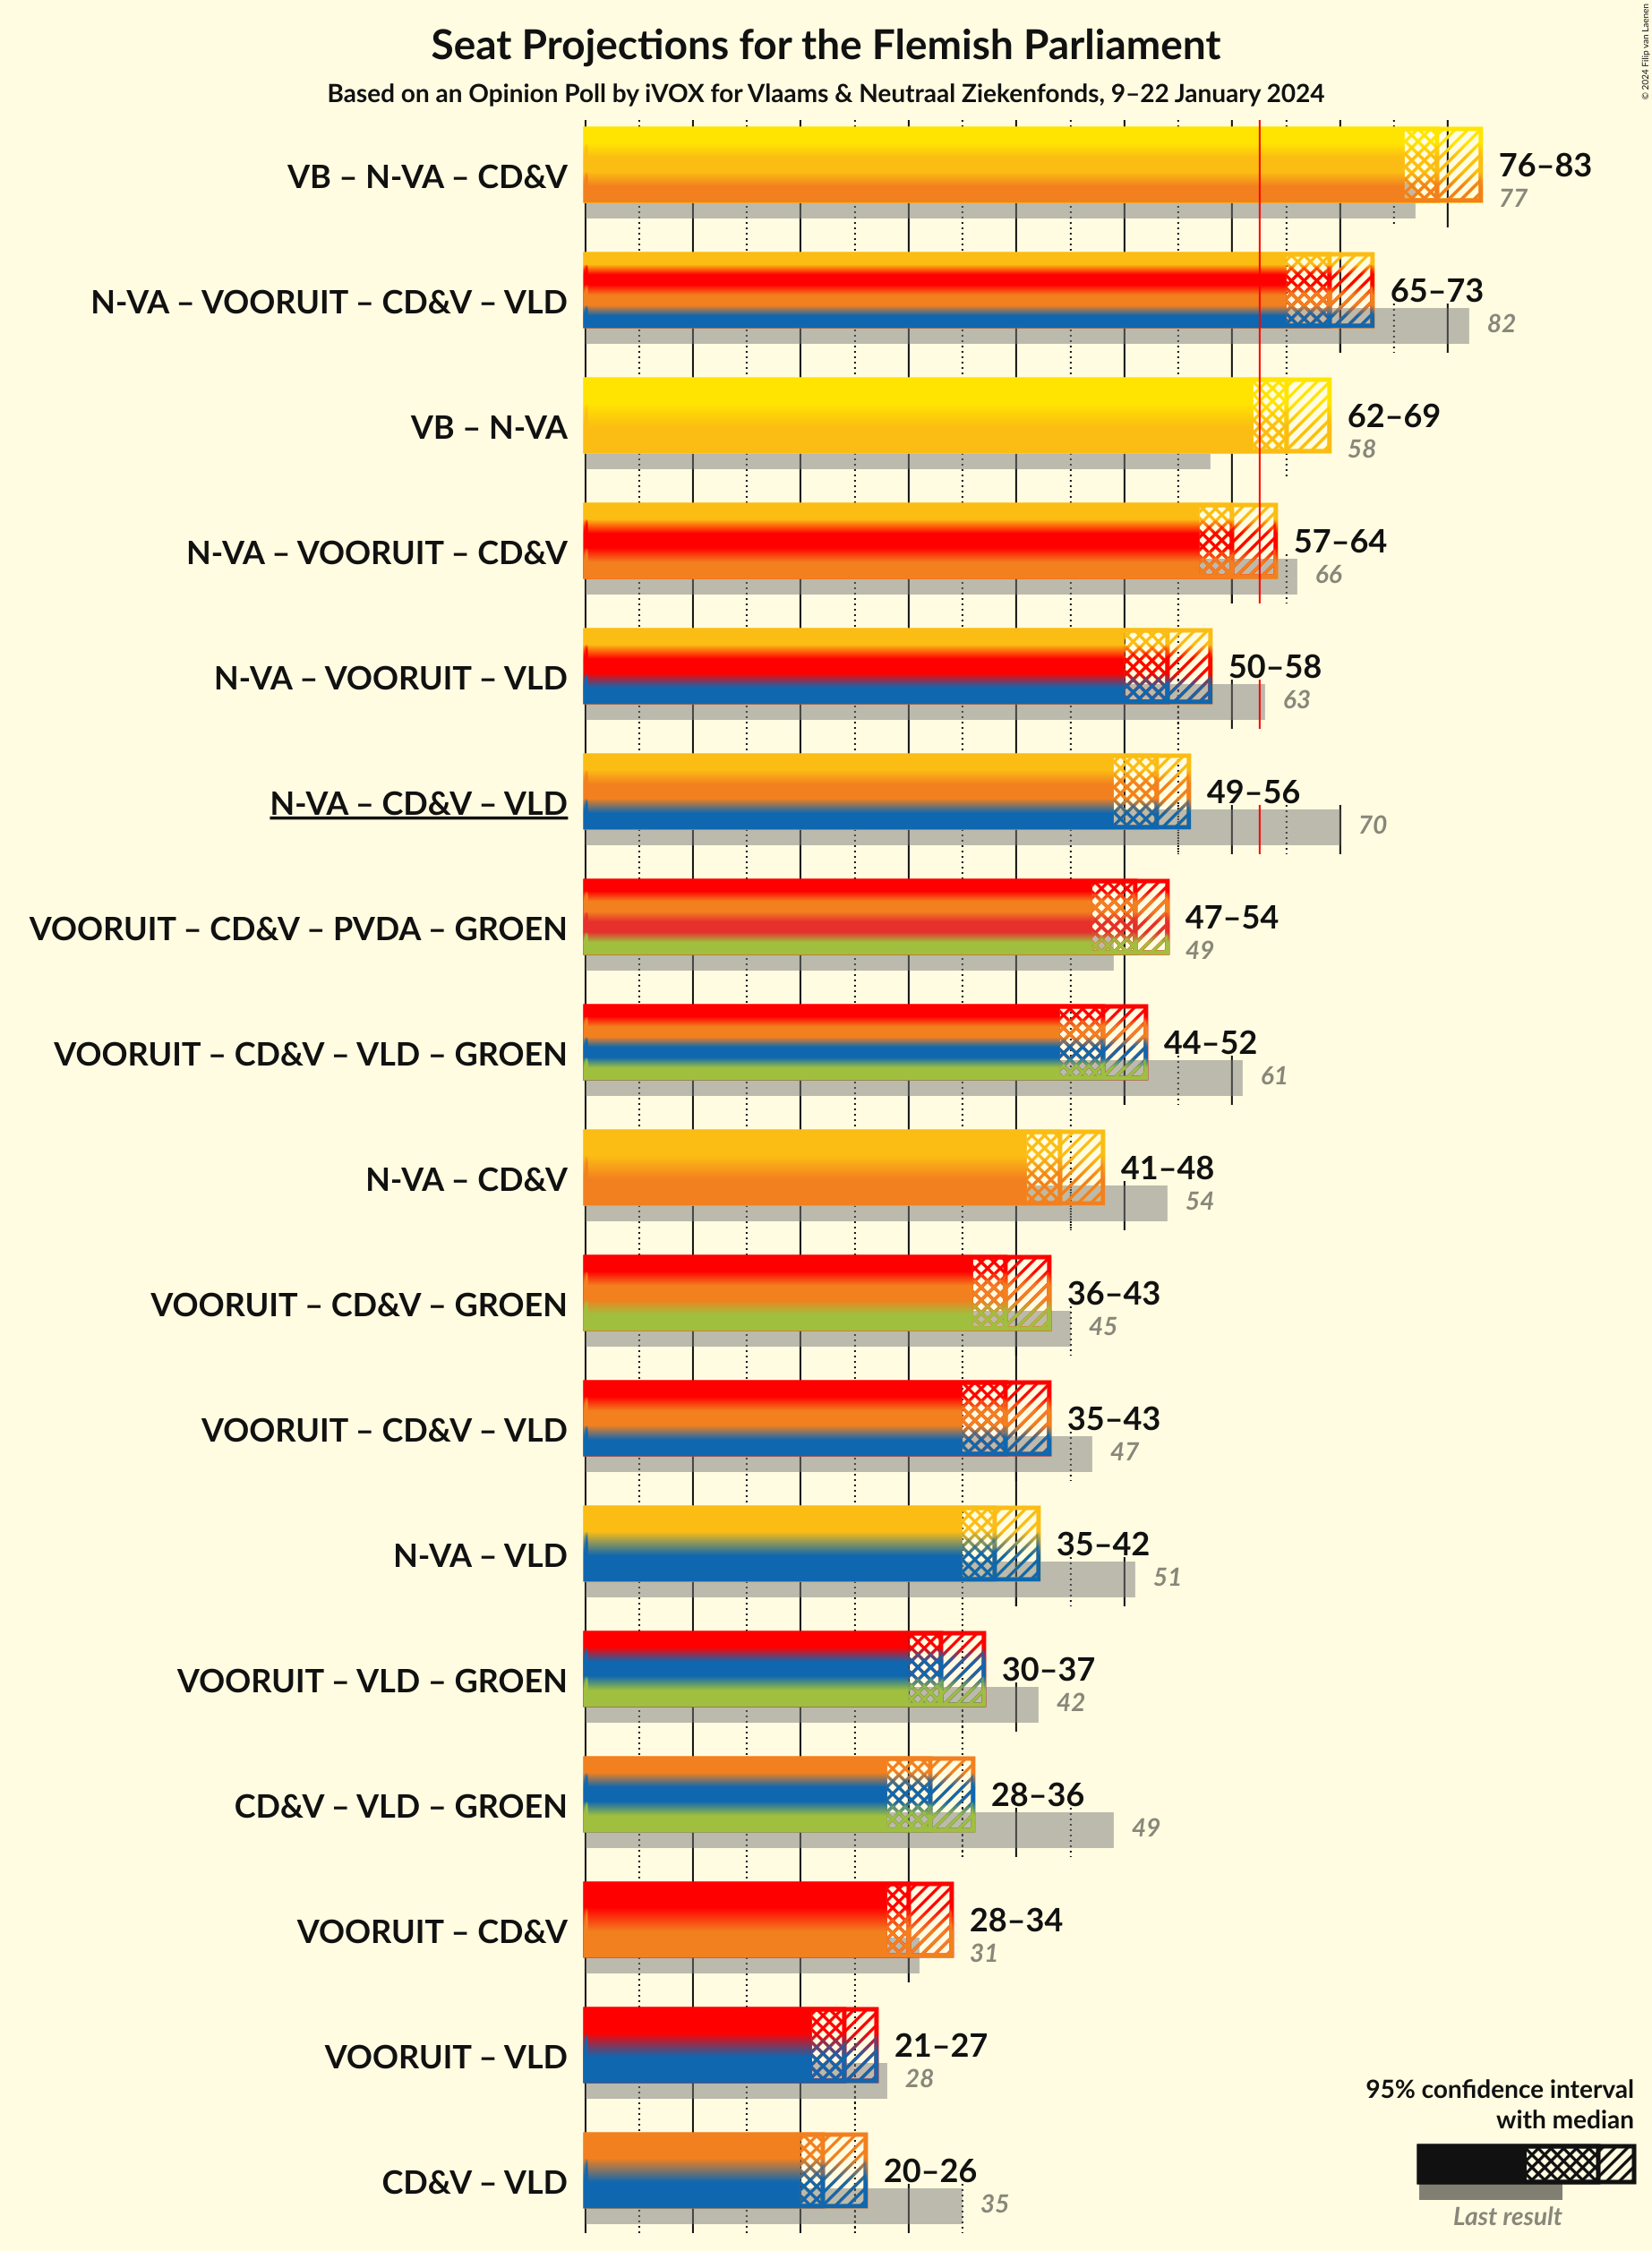 Seat Projections for the Flemish Parliament
Based on an Opinion Poll by iVOX for Vlaams & Neutraal Ziekenfonds, 9–22 January 2024
© 2024 Filip van Laenen
VB – N-VA – CD&V
76–83
77
N-VA – VOORUIT – CD&V – VLD
65–73
82
VB – N-VA
62–69
58
N-VA – VOORUIT – CD&V
57–64
66
N-VA – VOORUIT – VLD
50–58
63
N-VA – CD&V – VLD
49–56
70
VOORUIT – CD&V – PVDA – GROEN
47–54
49
VOORUIT – CD&V – VLD – GROEN
44–52
61
N-VA – CD&V
41–48
54
VOORUIT – CD&V – GROEN
36–43
45
VOORUIT – CD&V – VLD
35–43
47
N-VA – VLD
35–42
51
VOORUIT – VLD – GROEN
30–37
42
CD&V – VLD – GROEN
28–36
49
VOORUIT – CD&V
28–34
31
VOORUIT – VLD
21–27
28
CD&V – VLD
20–26
35
95% confidence interval
with median
Last result